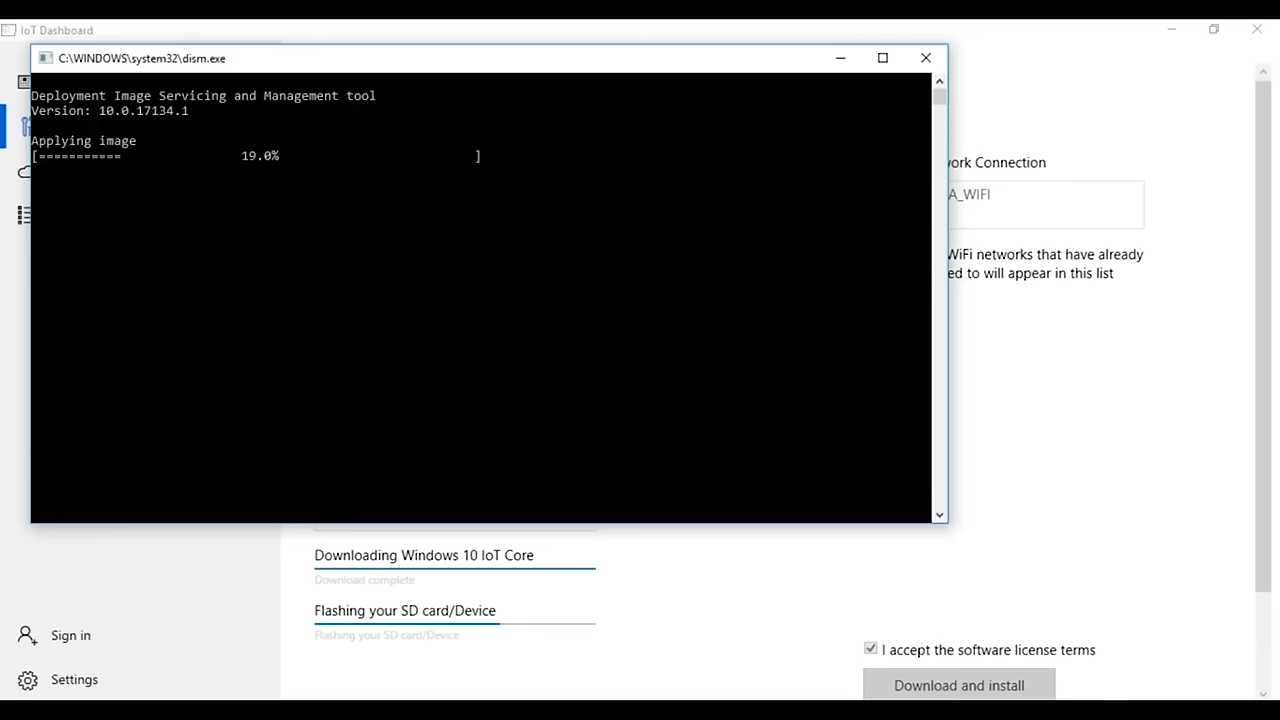 IoT Dashboard
C:\WINDOWS\system32\dism.exe
Deployment Image Servicing and Management tool
Version: 10.0.17134.1
Applying image
[=========== 19.0% ]
Connection
A_WIFI
WiFi networks that have already
to will appear in this list
Downloading Windows 10 IoT Core
Download complete
Flashing your SD card/Device
Flashing your SD card/Device
Sign in
Settings
I accept the software license terms
Download and install